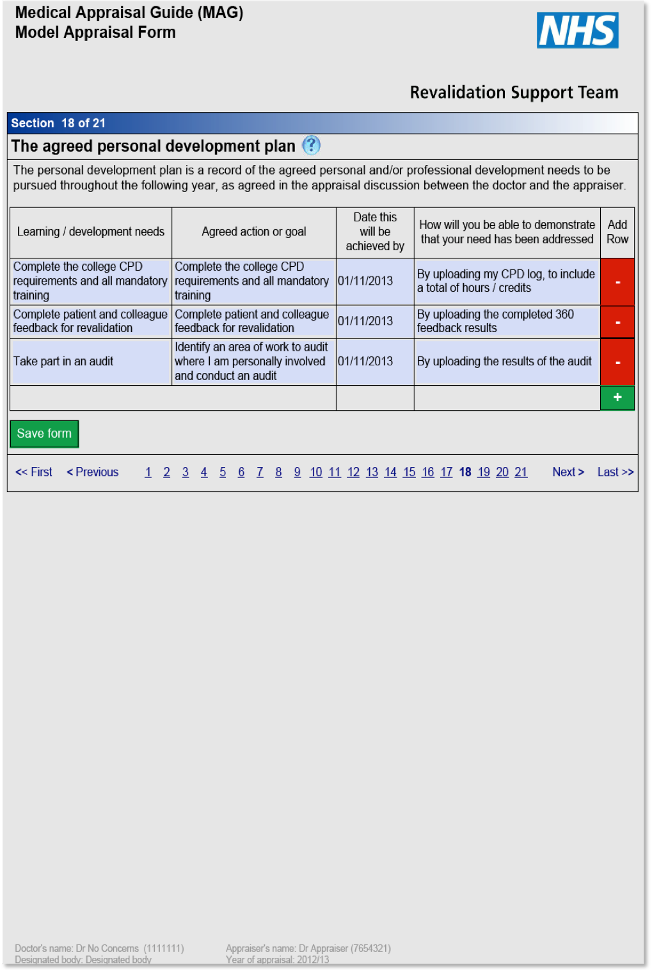 Medical Appraisal Guide (MAG)
Model Appraisal Form
NHS
Revalidation Support Team
Section 18 of 21
The agreed personal development plan ?
The personal development plan is a record of the agreed personal and/or professional development needs to be
pursued throughout the following year, as agreed in the appraisal discussion between the doctor and the appraiser.
Learning / development needs
Agreed action or goal
Date this
will be
achieved by
How will you be able to demonstrate
that your need has been addressed
Add
Row
Complete the college CPD
requirements and all mandatory
training
Complete the college CPD
requirements and all mandatory
training
01/11/2013
By uploading my CPD log, to include
a total of hours / credits
-
Complete patient and colleague
feedback for revalidation
Complete patient and colleague
feedback for revalidation
01/11/2013
By uploading the completed 360
feedback results
-
Take part in an audit
Identify an area of work to audit
where I am personally involved
and conduct an audit
01/11/2013
By uploading the results of the audit
-
+
Save form
<< First < Previous 1 2 3 4 5 6 7 8 9 10 11 12 13 14 15 16 17 18 19 20 21 Next > Last >>
Doctor's name: Dr No Concerns (1111111) Appraiser's name: Dr Appraiser (7654321)
Designated body: Designated body Year of appraisal: 2012/13